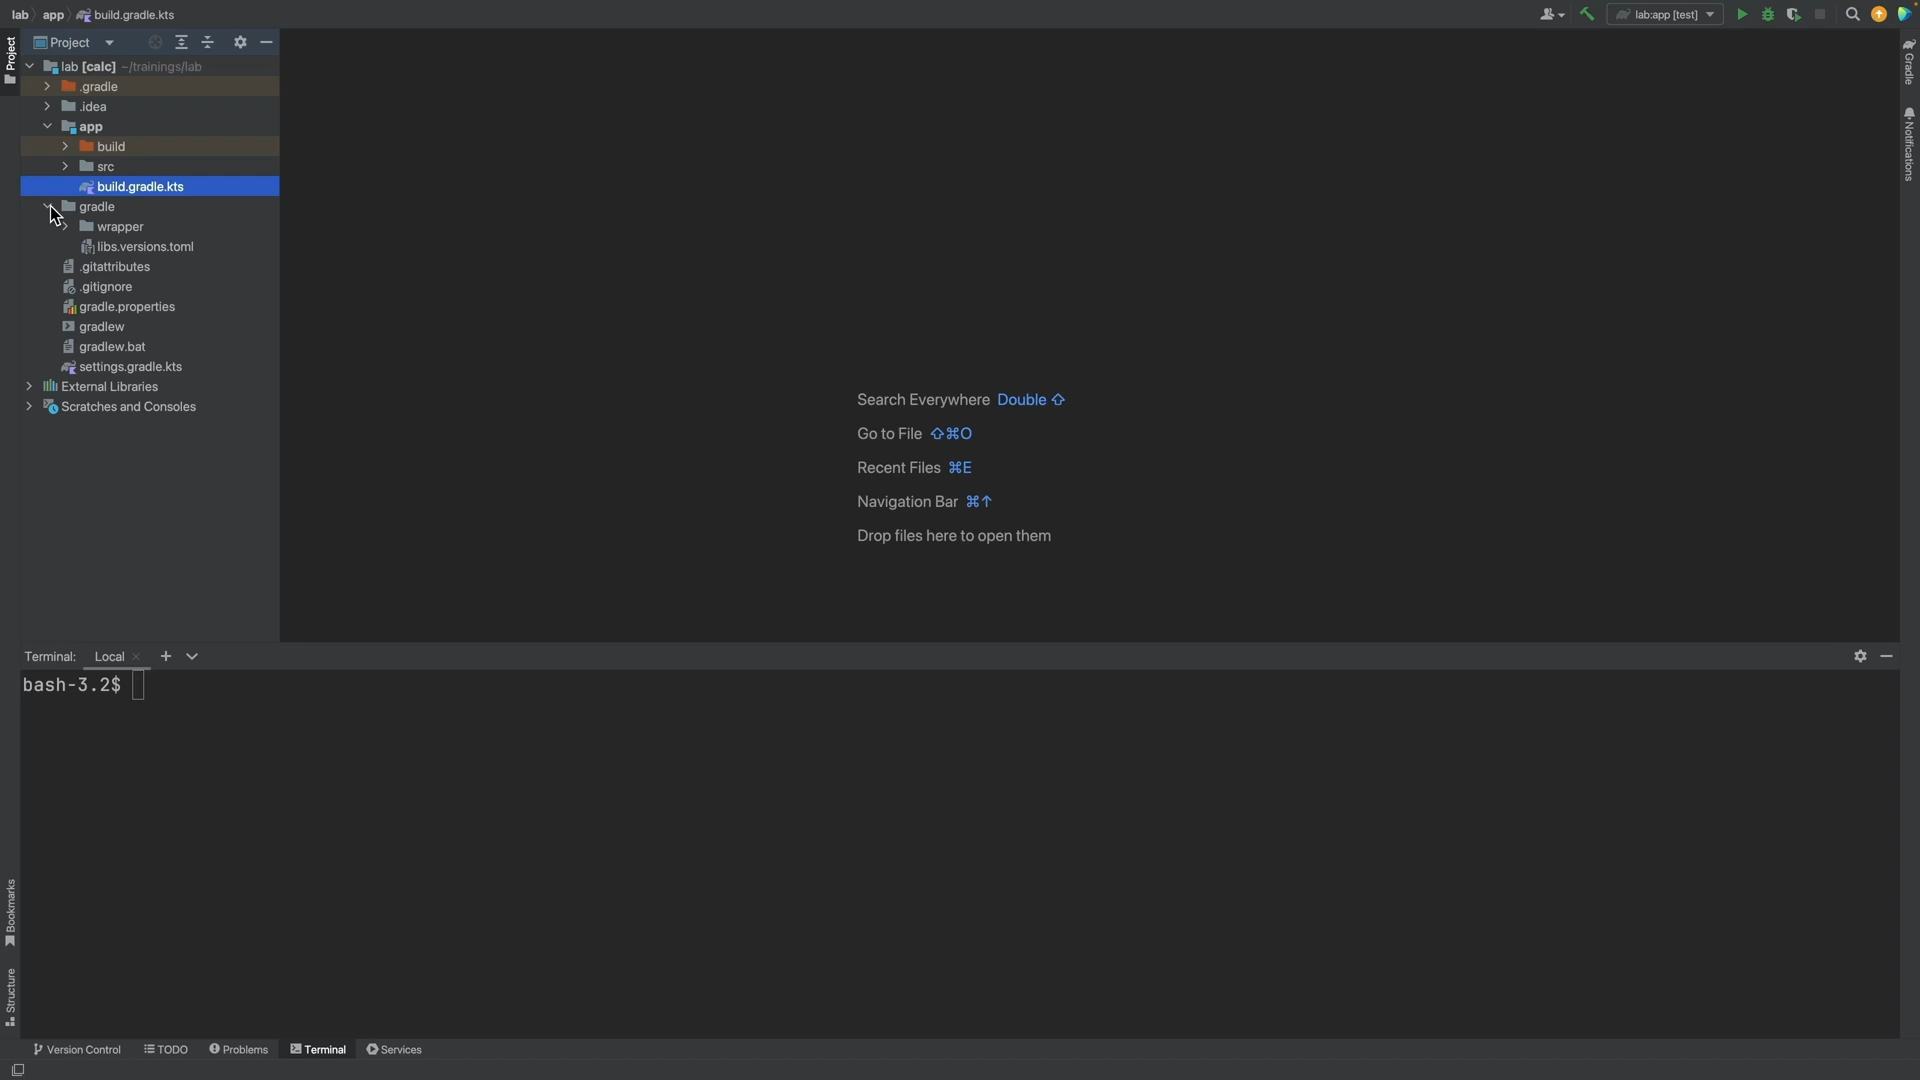 lab app build.gradle.kts
lab:app [test]
Project
Project
lab [calc] ~/trainings/lab
.gradle
.idea
app
build
src
build.gradle.kts
gradle
wrapper
libs.versions.toml
.gitattributes
.gitignore
gradle.properties
gradlew
gradlew.bat
settings.gradle.kts
External Libraries
Scratches and Consoles
Search Everywhere Double ⇧
Go to File ⇧⌘O
Recent Files ⌘E
Navigation Bar ⌘↑
Drop files here to open them
Gradle
Notifications
Terminal: Local
bash-3.2$
Bookmarks
Structure
Version Control TODO Problems Terminal Services